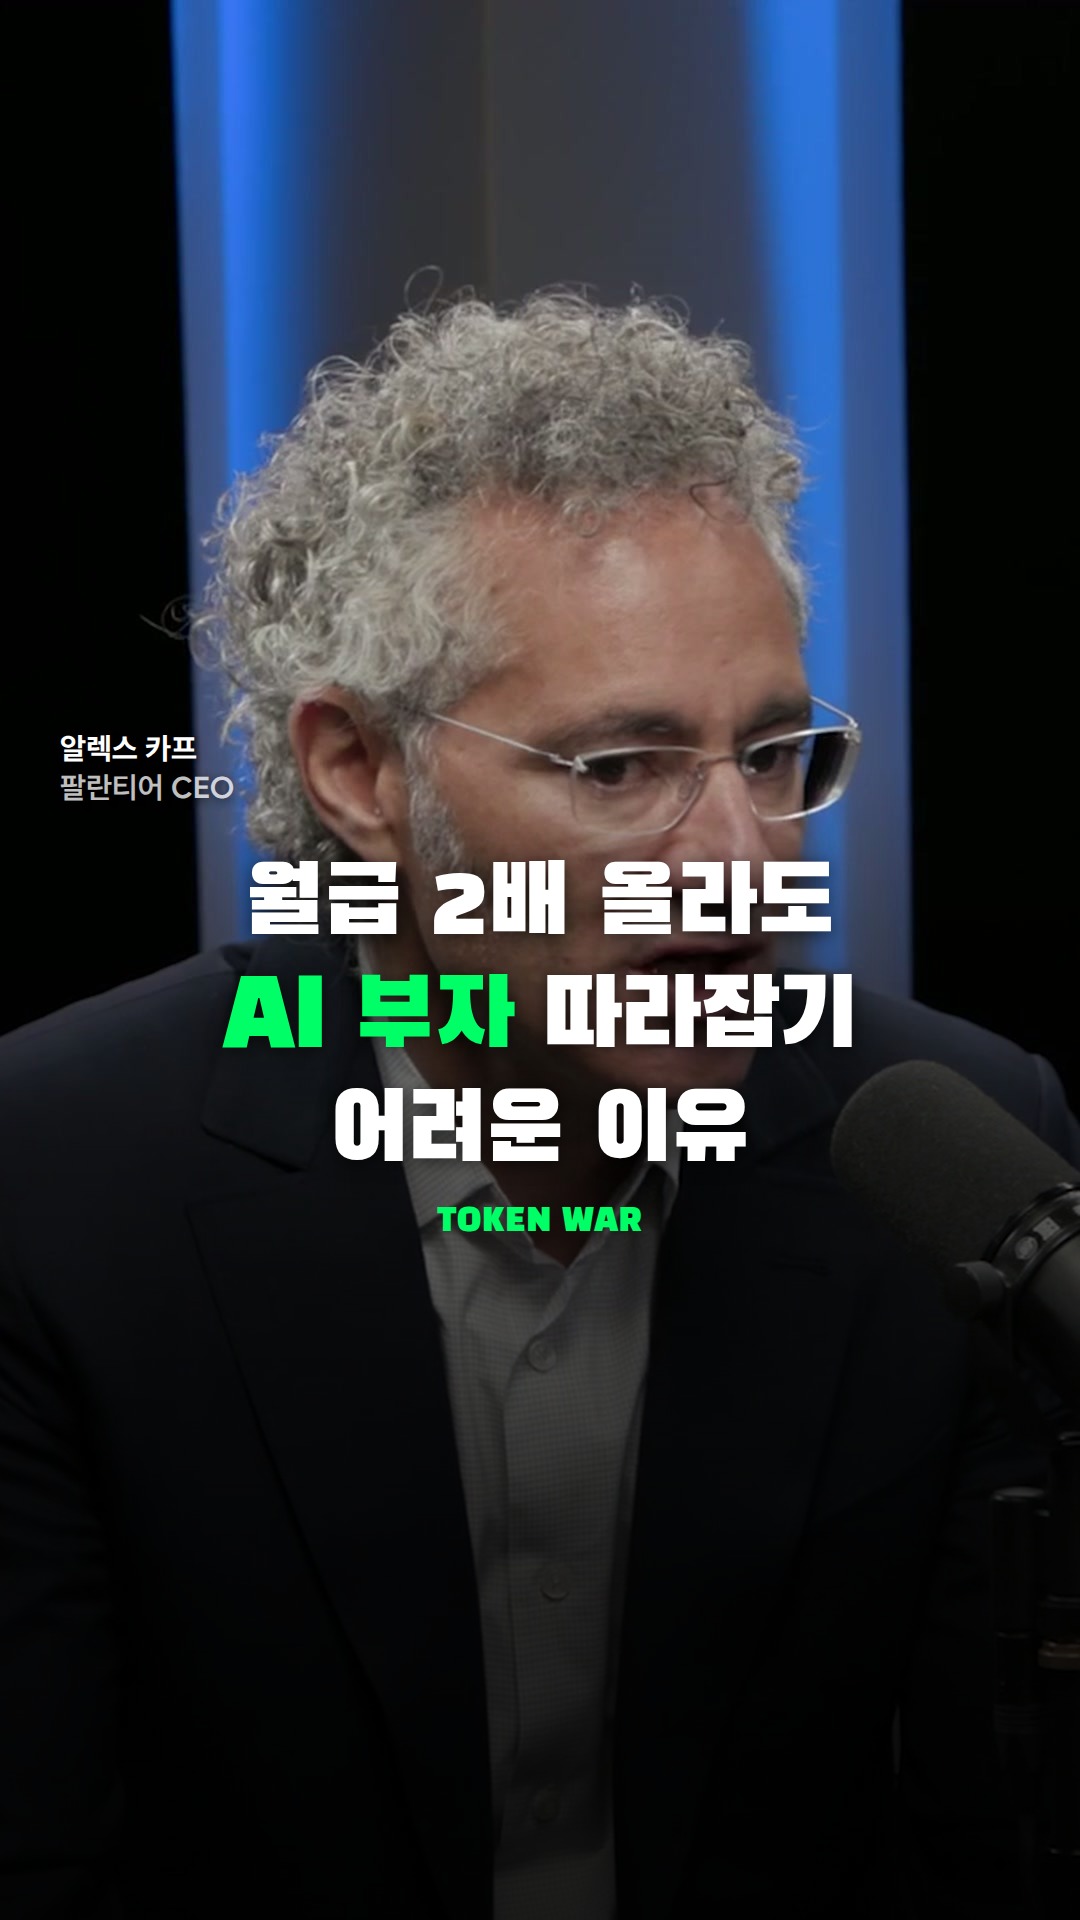 알렉스 카프
팔란티어 CEO
월급 2배 올라도
AI 부자 따라잡기
어려운 이유
TOKEN WAR